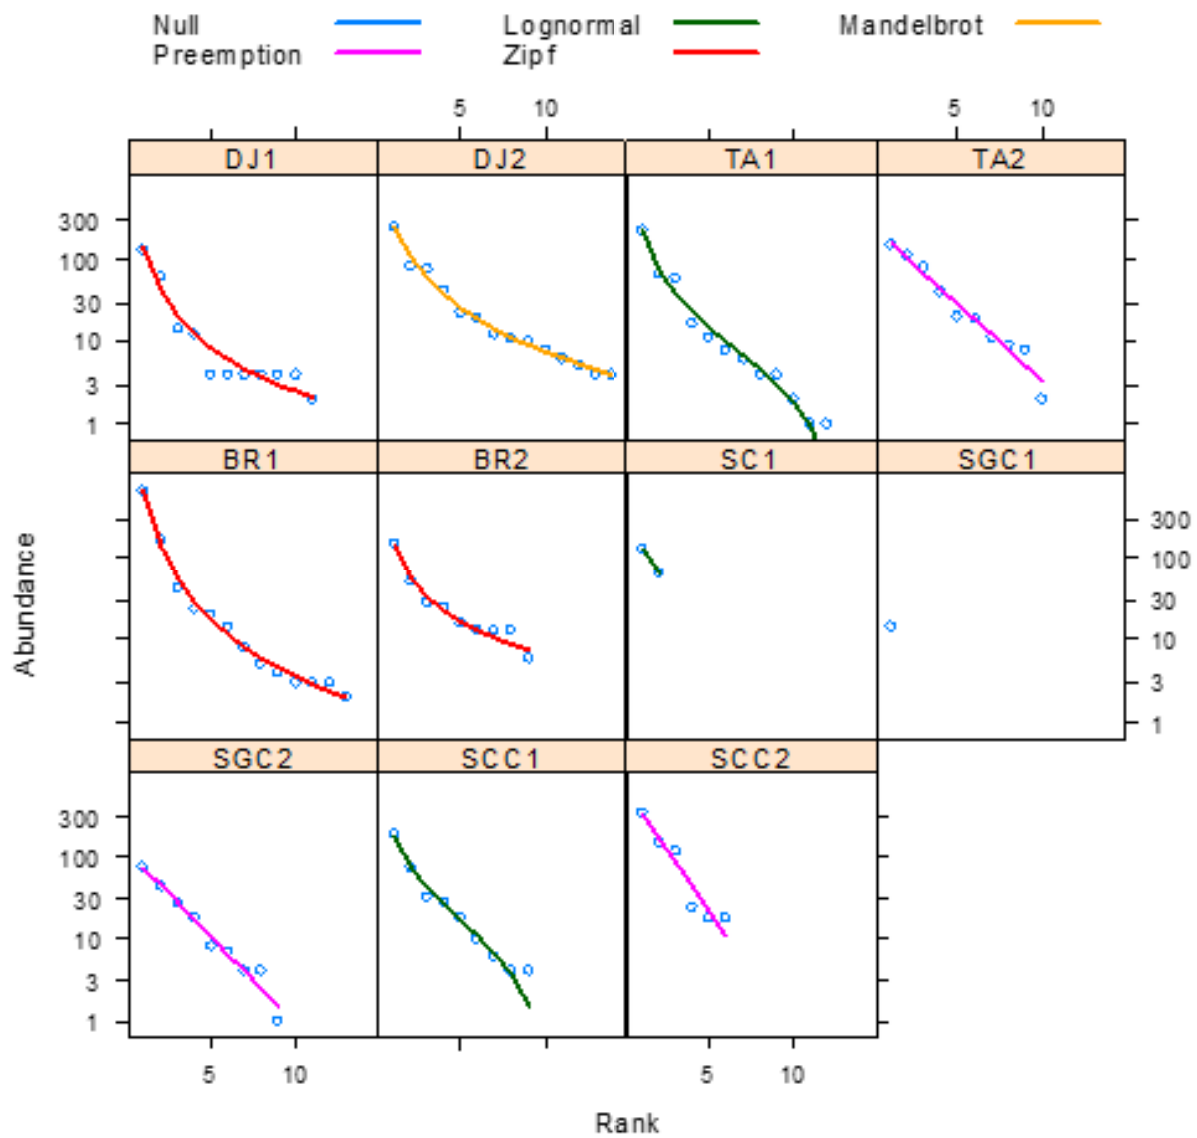 Null Lognormal Mandelbrot
Preemption Zipf
5 10 5 10
DJ1 DJ2 TA1 TA2
300
100
30
10
3
1
BR1 BR2 SC1 SGC1
Abundance
300
100
30
10
3
1
SGC2 SCC1 SCC2
300
100
30
10
3
1
5 10 5 10
Rank